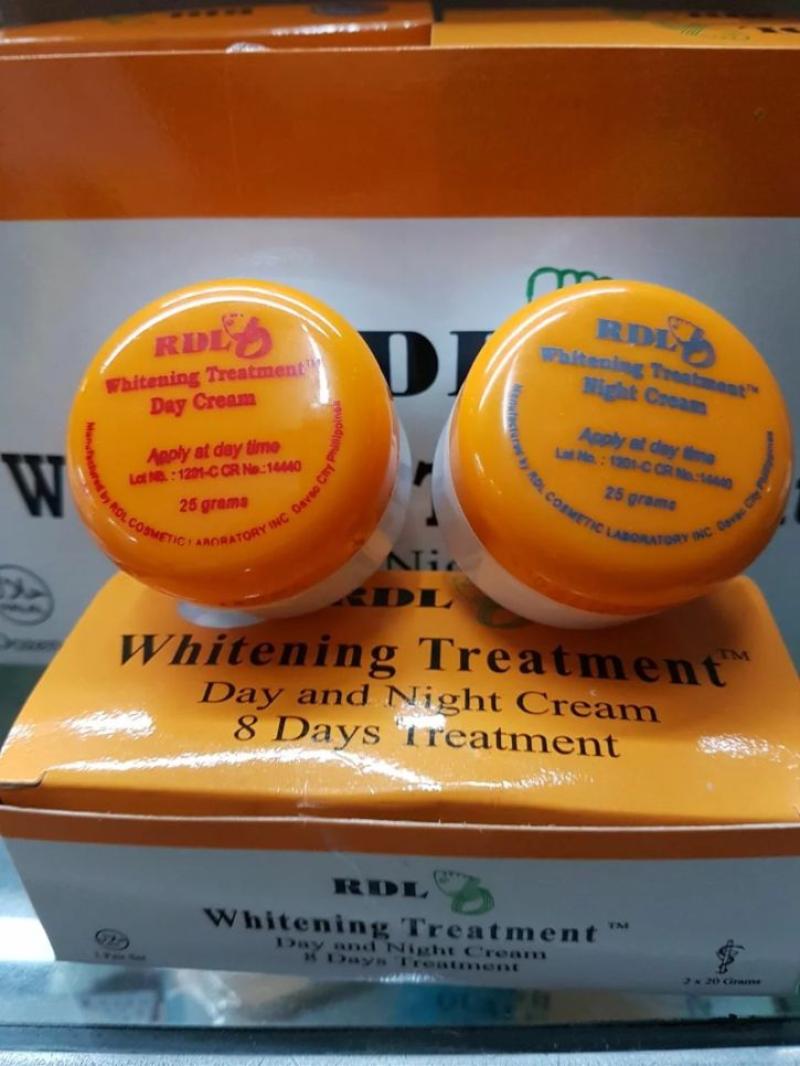 RDL
Whitening Treatment™
Day Cream
Apply at day time
Lot No. : 1201-C CR No.:14440
25 grams
Manufactured by RDL COSMETIC LABORATORY INC. Davao City Philippines
RDL
Whitening Treatment™
Night Cream
Apply at day time
Lot No. : 1201-C CR No.:14440
25 grams
Manufactured by RDL COSMETIC LABORATORY INC. Davao City Philippines
RDL
Whitening Treatment™
Day and Night Cream
8 Days Treatment
RDL
Whitening Treatment™
Day and Night Cream
8 Days Treatment
2 x 20 Grams